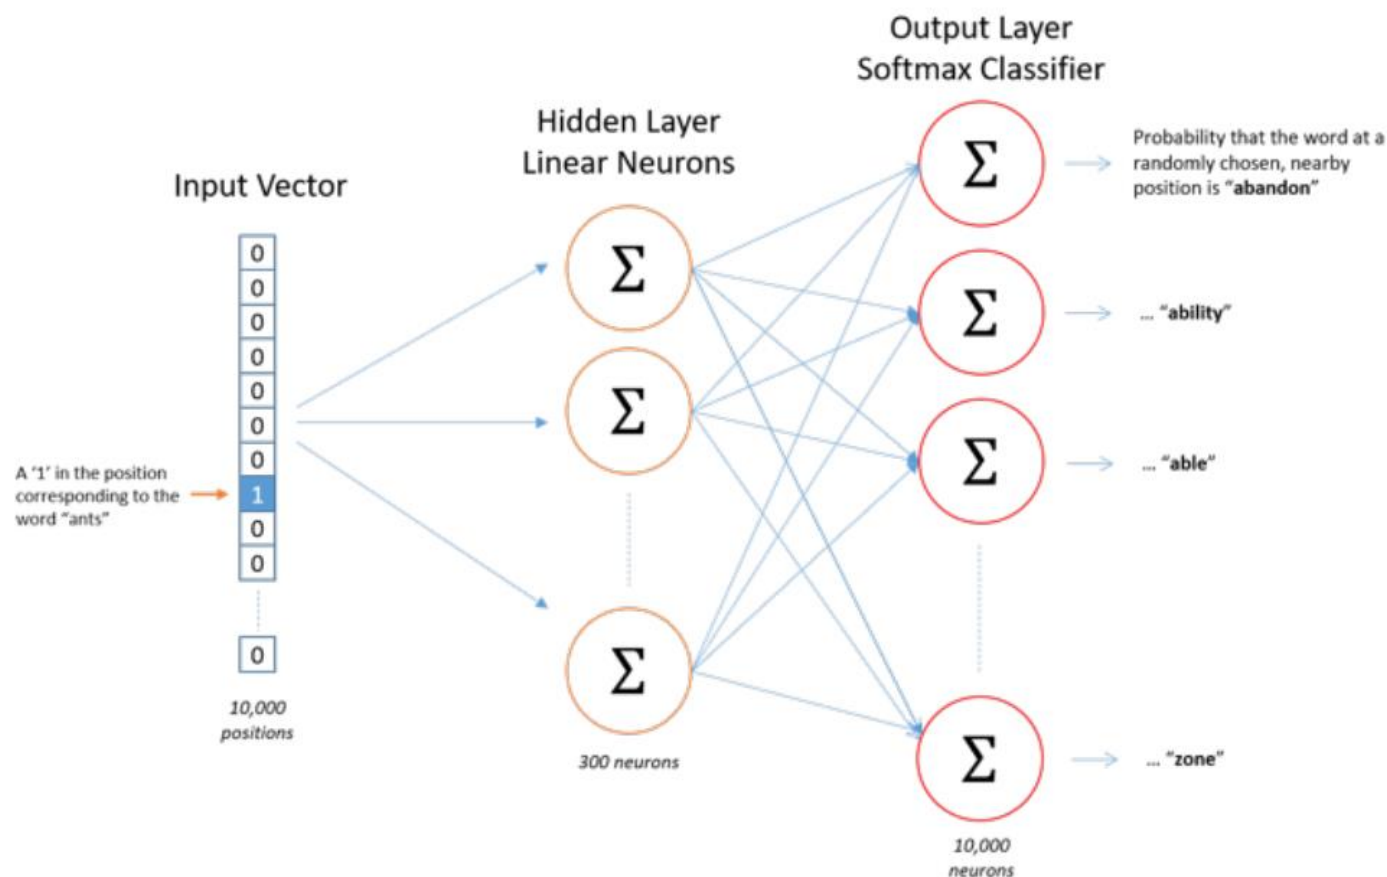 Output Layer
Softmax Classifier
Hidden Layer
Linear Neurons
Input Vector
0
0
0
0
0
0
0
1
0
0
0
A ‘1’ in the position
corresponding to the
word “ants”
10,000
positions
Σ
Σ
Σ
300 neurons
Σ
Σ
Σ
Σ
10,000
neurons
Probability that the word at a
randomly chosen, nearby
position is “abandon”
... “ability”
... “able”
... “zone”